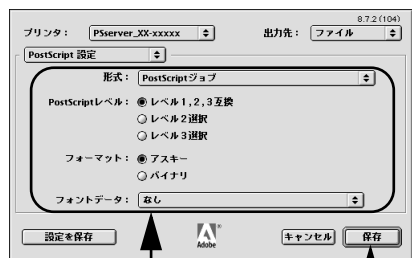 8.7.2 (104)
プリンタ： PSserver_XX-xxxxx 出力先： ファイル
PostScript 設定
形式： PostScriptジョブ
PostScriptレベル： レベル 1, 2, 3 互換
レベル 2 選択
レベル 3 選択
フォーマット： アスキー
バイナリ
フォントデータ： なし
設定を保存 Adobe ® キャンセル 保存